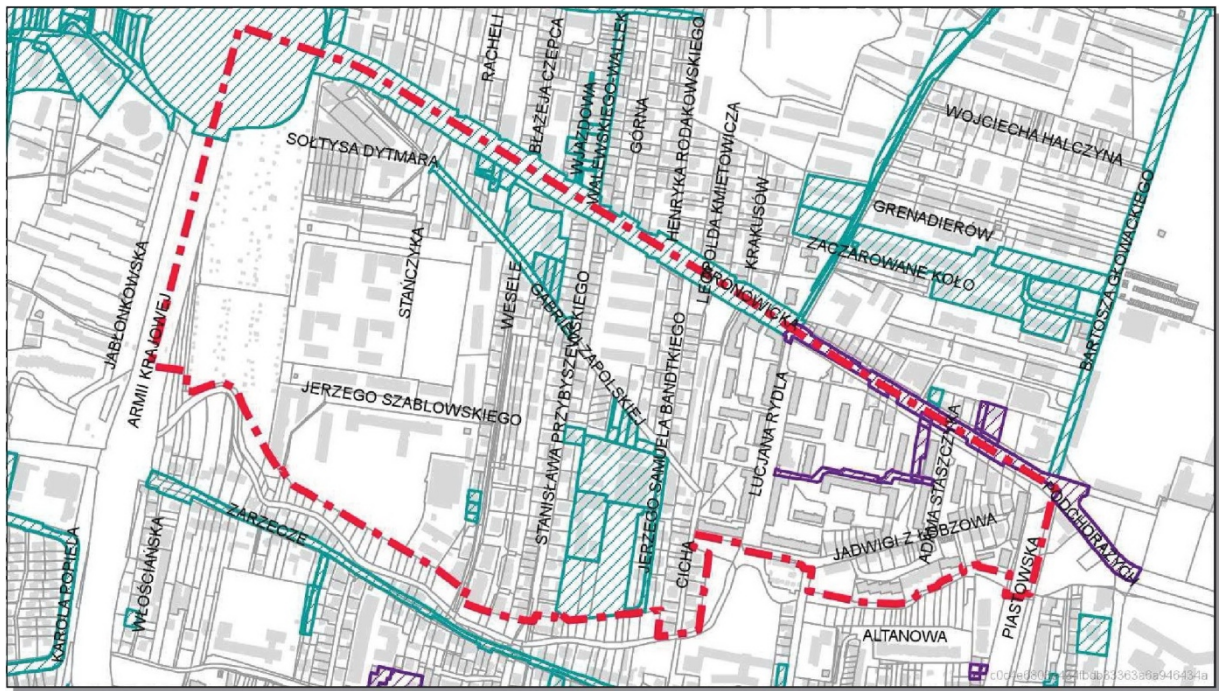 RACHELI
BŁAŻEJA CZEPCA
WJAZDOWA
WALEWSKIEGO-WALLEK
GÓRNA
HENRYKA RODAKOWSKIEGO
LEOPOLDA KMIETOWICZA
KRAKUSÓW
WOJCIECHA HALCZYNA
BARTOSZA GŁOWACKIEGO
GRENADIERÓW
ZACZAROWANE KOŁO
SOŁTYSA DYTMARA
STAŃCZYKA
WESELE
JABŁONKOWSKA
ARMII KRAJOWEJ
BRONOWICKA
GABRIELI ZAPOLSKIEJ
STANISŁAWA PRZYBYSZEWSKIEGO
JERZEGO SAMUELA BANDTKIEGO
JERZEGO SZABLOWSKIEGO
LUCJANA RYDLA
ADAMA STASZCZYKA
PODCHORĄŻYCH
JADWIGI Z ŁOBZOWA
CICHA
PIASTOWSKA
ALTANOWA
ZARZECZE
WŁOŚCIAŃSKA
KAROLA POPIELA